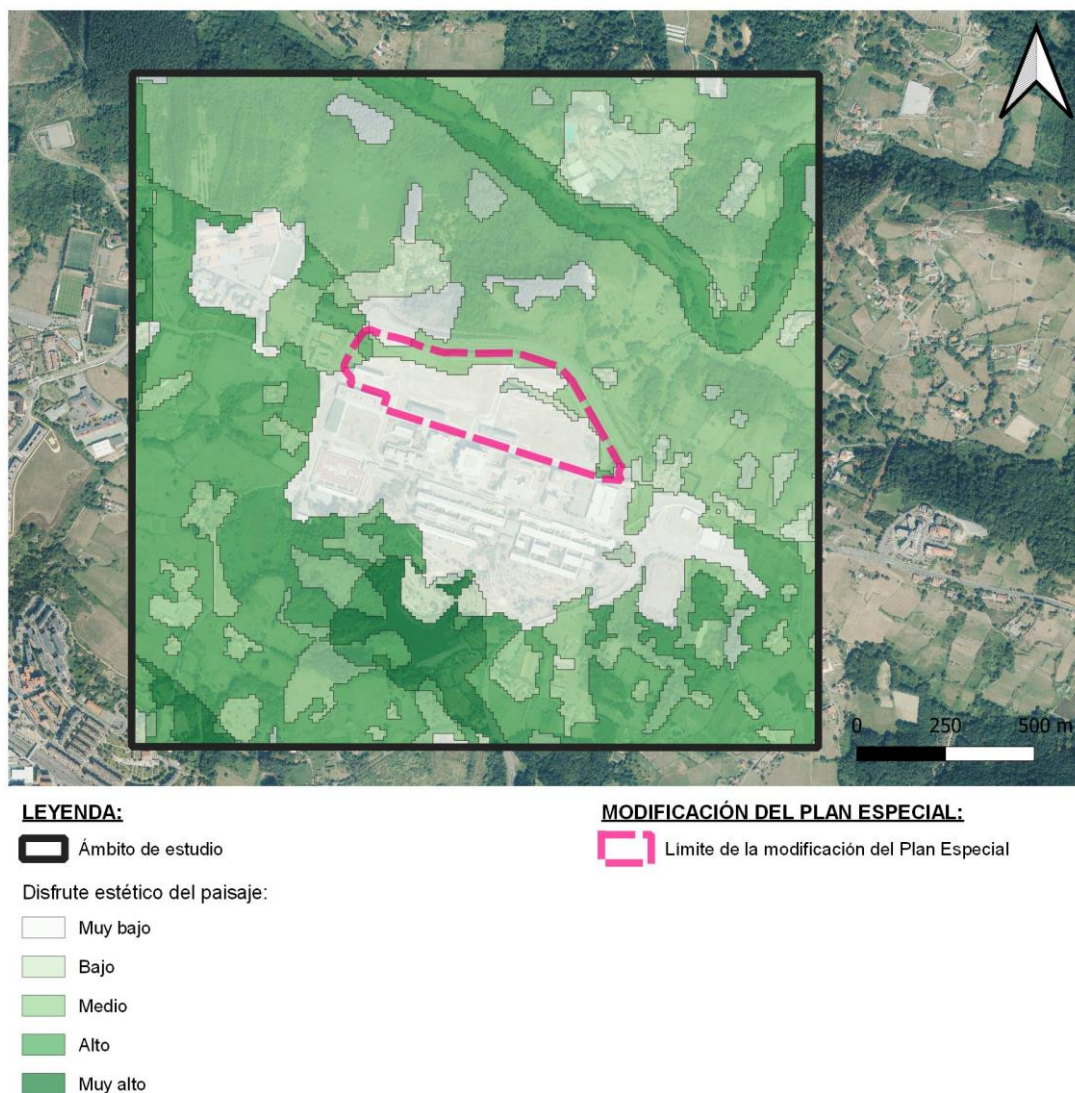 0 250 500 m
LEYENDA:
Ámbito de estudio
Disfrute estético del paisaje:
Muy bajo
Bajo
Medio
Alto
Muy alto
MODIFICACIÓN DEL PLAN ESPECIAL:
Límite de la modificación del Plan Especial